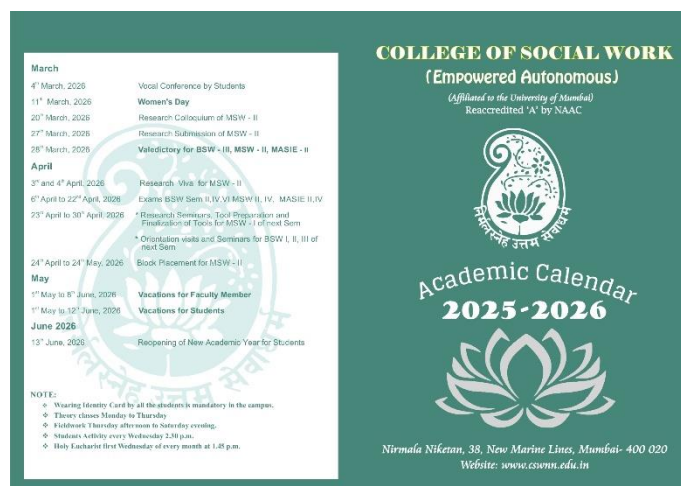 March
4th March, 2026 Vocal Conference by Students
11th March, 2026 Women's Day
20th March, 2026 Research Colloquium of MSW - II
27th March, 2026 Research Submission of MSW - II
28th March, 2026 Valedictory for BSW - III, MSW - II, MASIE - II
April
3rd and 4th April, 2026 Research Viva for MSW - II
6th April to 22nd April, 2026 Exams BSW Sem II,IV,VI MSW II, IV, MASIE II,IV
23rd April to 30th April, 2026 * Research Seminars, Tool Preparation and
Finalization of Tools for MSW - I of next Sem
* Orientation visits and Seminars for BSW I, II, III of
next Sem
24th April to 24th May, 2026 Block Placement for MSW - II
May
1st May to 8th June, 2026 Vacations for Faculty Member
1st May to 12th June, 2026 Vacations for Students
June 2026
13th June, 2026 Reopening of New Academic Year for Students
निर्मलस्नेह उत्तम सेवाधाम
NOTE:
❖ Wearing Identity Card by all the students is mandatory in the campus.
❖ Theory classes Monday to Thursday
❖ Fieldwork Thursday afternoon to Saturday evening.
❖ Students Activity every Wednesday 2.30 p.m.
❖ Holy Eucharist first Wednesday of every month at 1.45 p.m.
COLLEGE OF SOCIAL WORK
(Empowered Autonomous)
(Affiliated to the University of Mumbai)
Reaccredited 'A' by NAAC
निर्मलस्नेह उत्तम सेवाधाम
Academic Calendar
2025-2026
Nirmala Niketan, 38, New Marine Lines, Mumbai- 400 020
Website: www.cswnn.edu.in